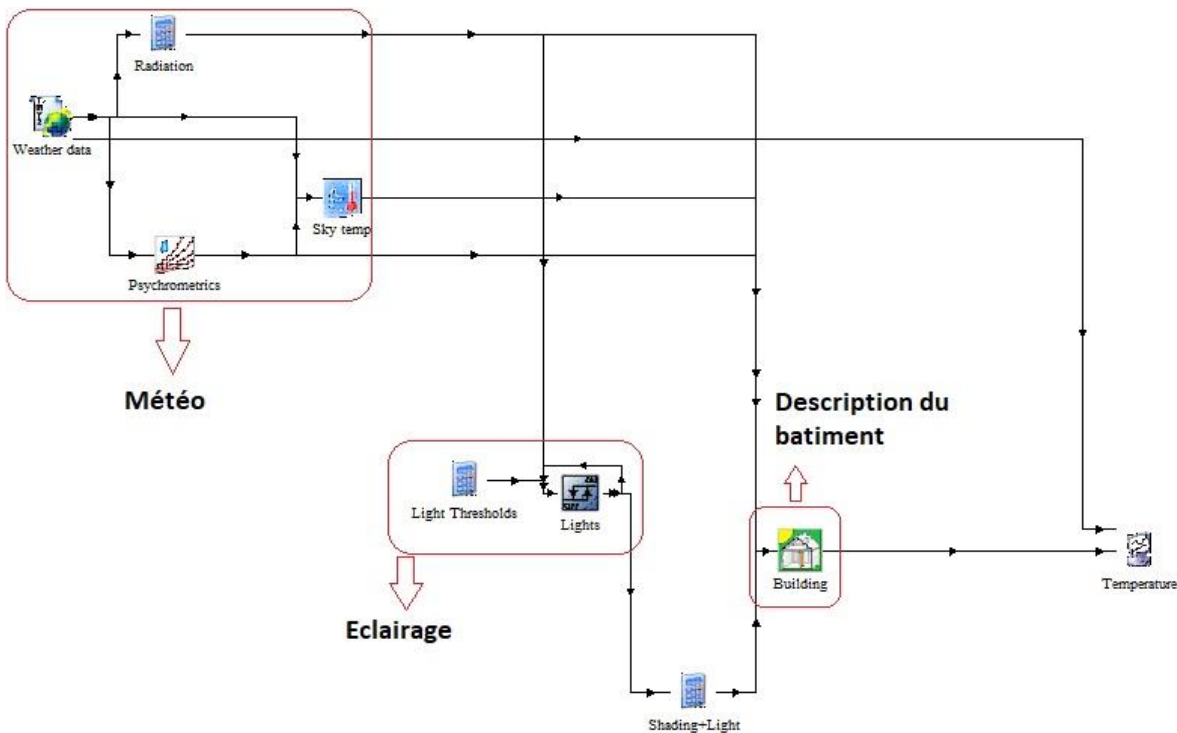 Radiation
Weather data
Sky temp
Psychrometrics
Météo
Description du
batiment
Light Thresholds
Lights
Building
Temperature
Eclairage
Shading+Light